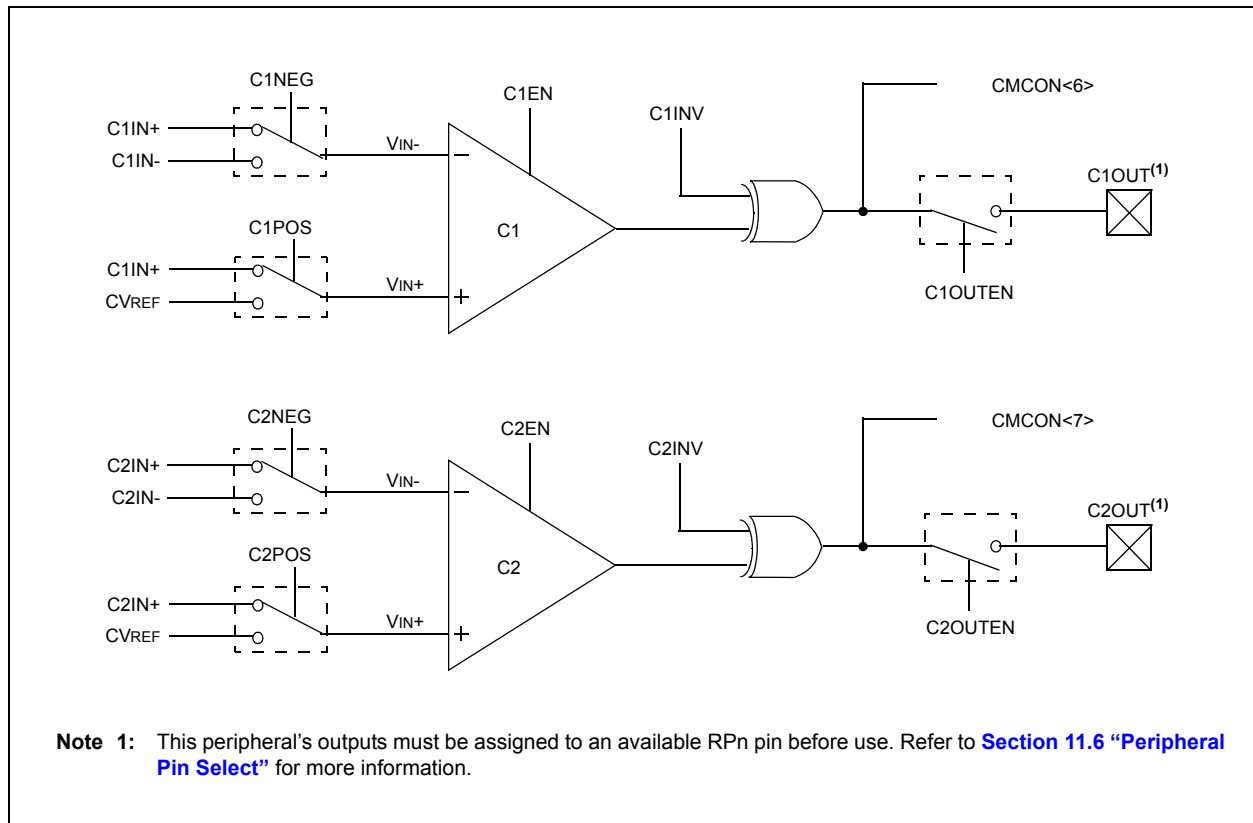 C1NEG
C1EN
C1INV
CMCON<6>
C1IN+
C1IN-
VIN-
−
C1OUT(1)
C1
C1POS
C1IN+
CVREF
VIN+
+
C1OUTEN
C2NEG
C2EN
C2INV
CMCON<7>
C2IN+
C2IN-
VIN-
−
C2OUT(1)
C2
C2POS
C2IN+
CVREF
VIN+
+
C2OUTEN
Note 1: This peripheral’s outputs must be assigned to an available RPn pin before use. Refer to Section 11.6 “Peripheral
Pin Select” for more information.